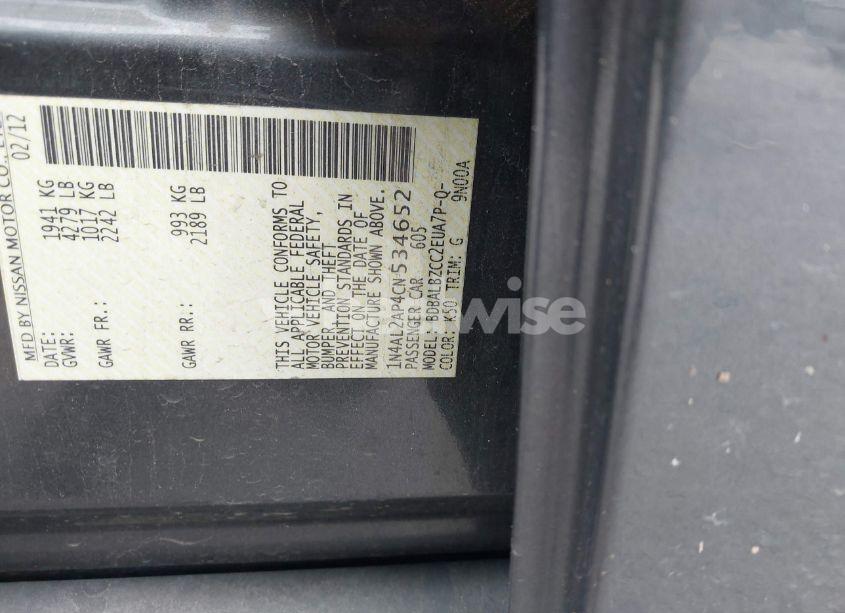 MFD BY NISSAN MOTOR CO., LTD.
DATE: 02/12
GVWR: 1941 KG
4279 LB
GAWR FR: 1017 KG
2242 LB
GAWR RR: 993 KG
2189 LB
THIS VEHICLE CONFORMS TO
ALL APPLICABLE FEDERAL
MOTOR VEHICLE SAFETY,
BUMPER, AND THEFT
PREVENTION STANDARDS IN
EFFECT ON THE DATE OF
MANUFACTURE SHOWN ABOVE.
1N4AL2AP4CN534652
PASSENGER CAR 605
MODEL: BDBALBZCC2EUA7P-Q-
COLOR: K50 TRIM: G 9N00A